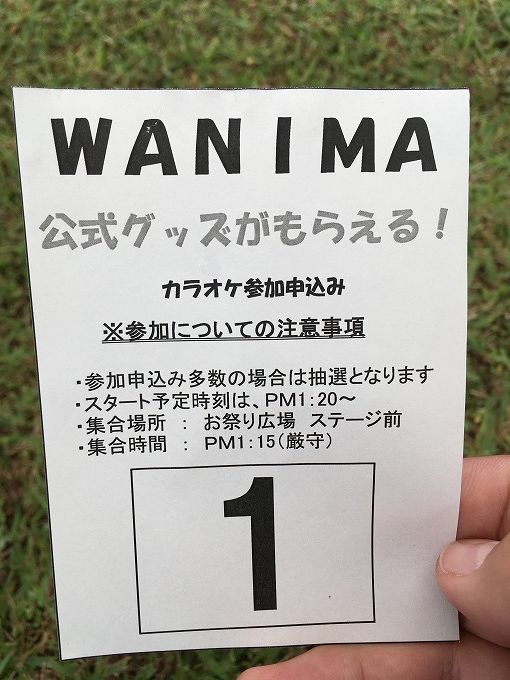 WANIMA
公式グッズがもらえる！
カラオケ参加申込み
※参加についての注意事項
・参加申込み多数の場合は抽選となります
・スタート予定時刻は、PM1：20～
・集合場所　：　お祭り広場　ステージ前
・集合時間　：　PM1：15（厳守）
1